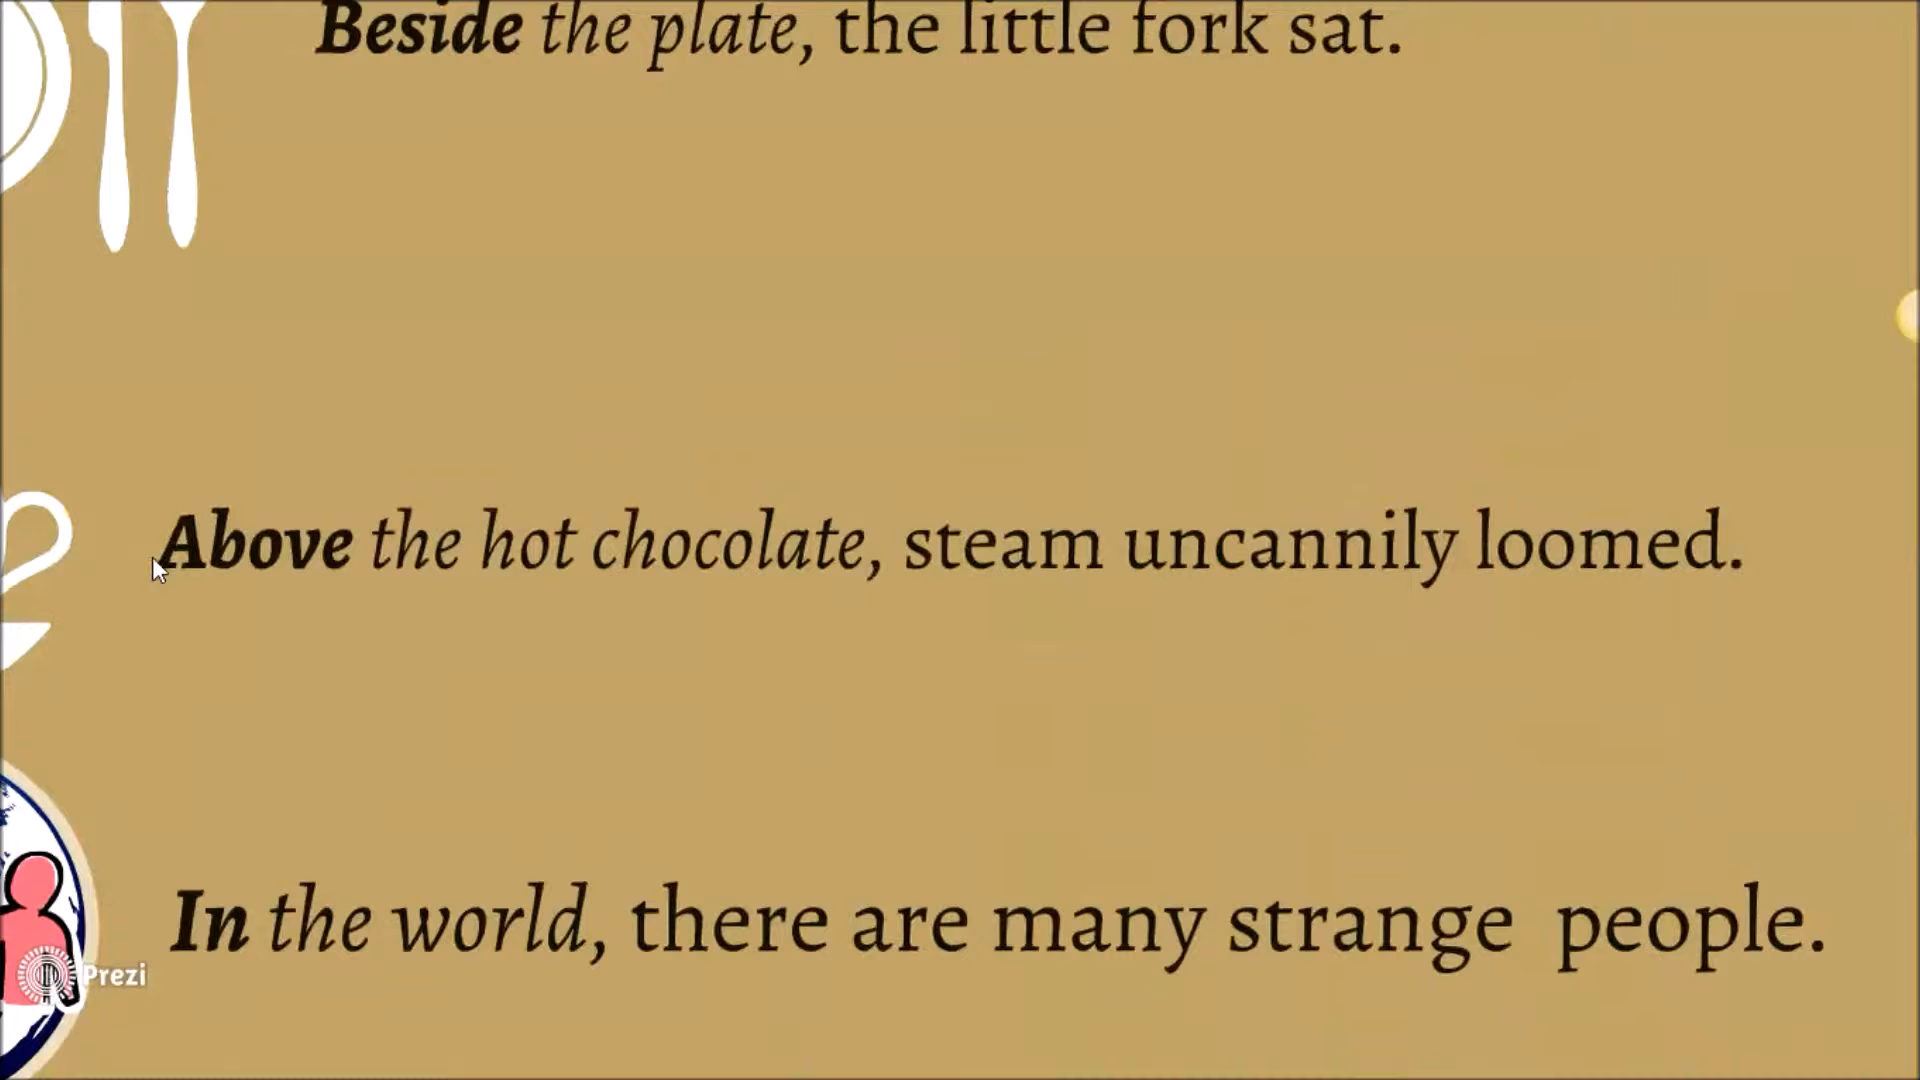 Beside the plate, the little fork sat.
Above the hot chocolate, steam uncannily loomed.
In the world, there are many strange people.
Prezi